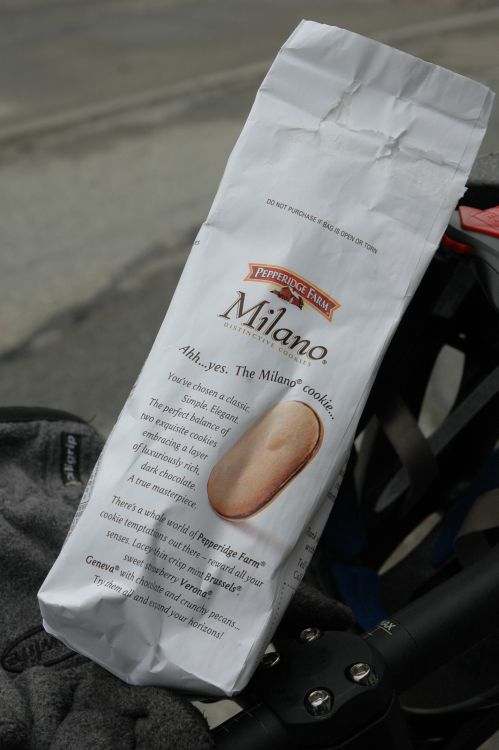 DO NOT PURCHASE IF BAG IS OPEN OR TORN
PEPPERIDGE FARM
Milano®
DISTINCTIVE COOKIES
Ahh...yes. The Milano® cookie...
You've chosen a classic.
Simple. Elegant.
The perfect balance of
two exquisite cookies
embracing a layer
of luxuriously rich,
dark chocolate.
A true masterpiece.
There's a whole world of Pepperidge Farm®
cookie temptations out there – reward all your
senses. Lacey-thin crisp mint Brussels®
sweet strawberry Verona®
Geneva® with chocolate and crunchy pecans...
Try them all and expand your horizons!
grip
MAX